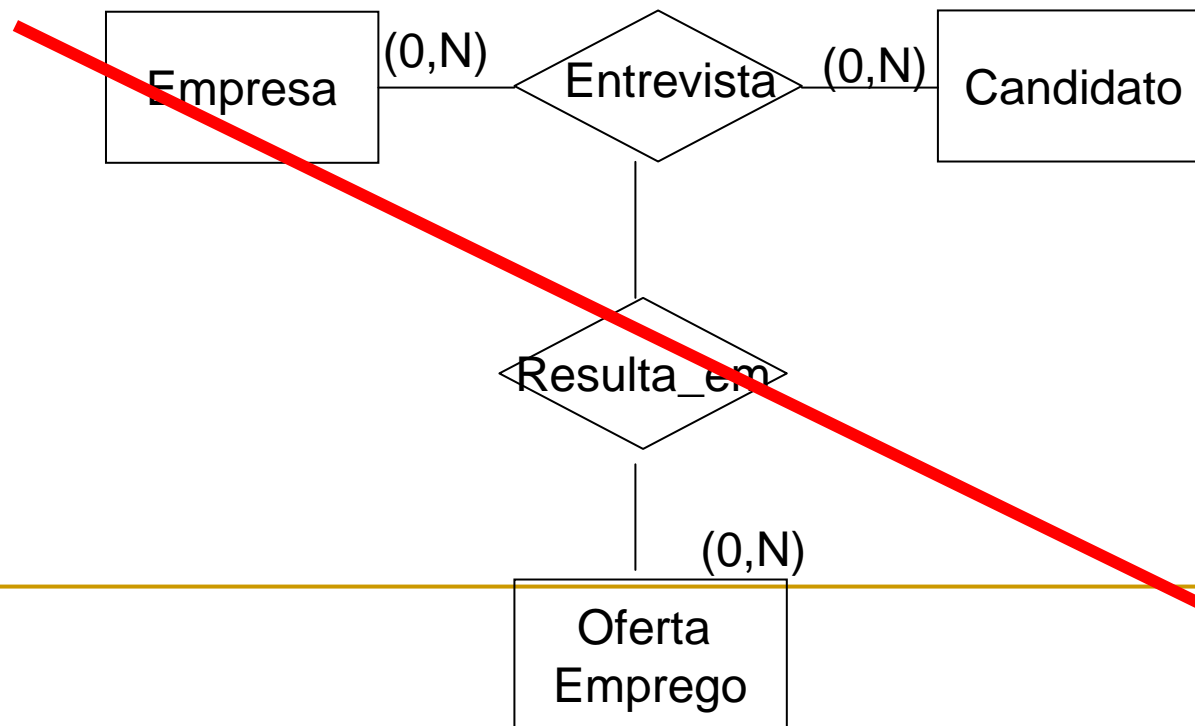 Empresa
(0,N)
Entrevista
(0,N)
Candidato
Resulta_em
(0,N)
Oferta
Emprego